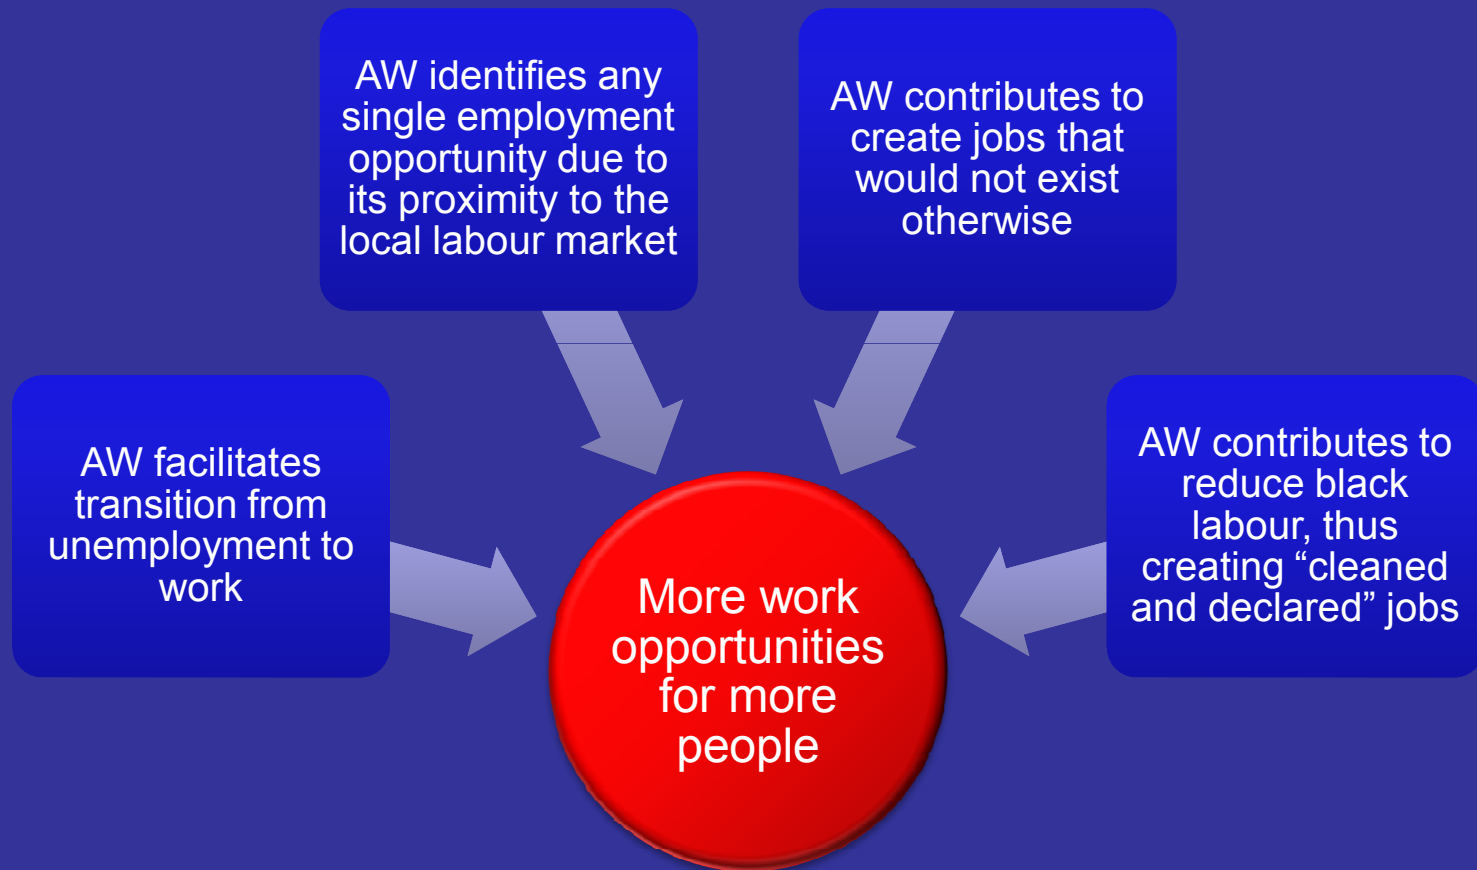 AW identifies any
single employment
opportunity due to
its proximity to the
local labour market
AW contributes to
create jobs that
would not exist
otherwise
AW facilitates
transition from
unemployment to
work
AW contributes to
reduce black
labour, thus
creating “cleaned
and declared” jobs
More work
opportunities
for more
people